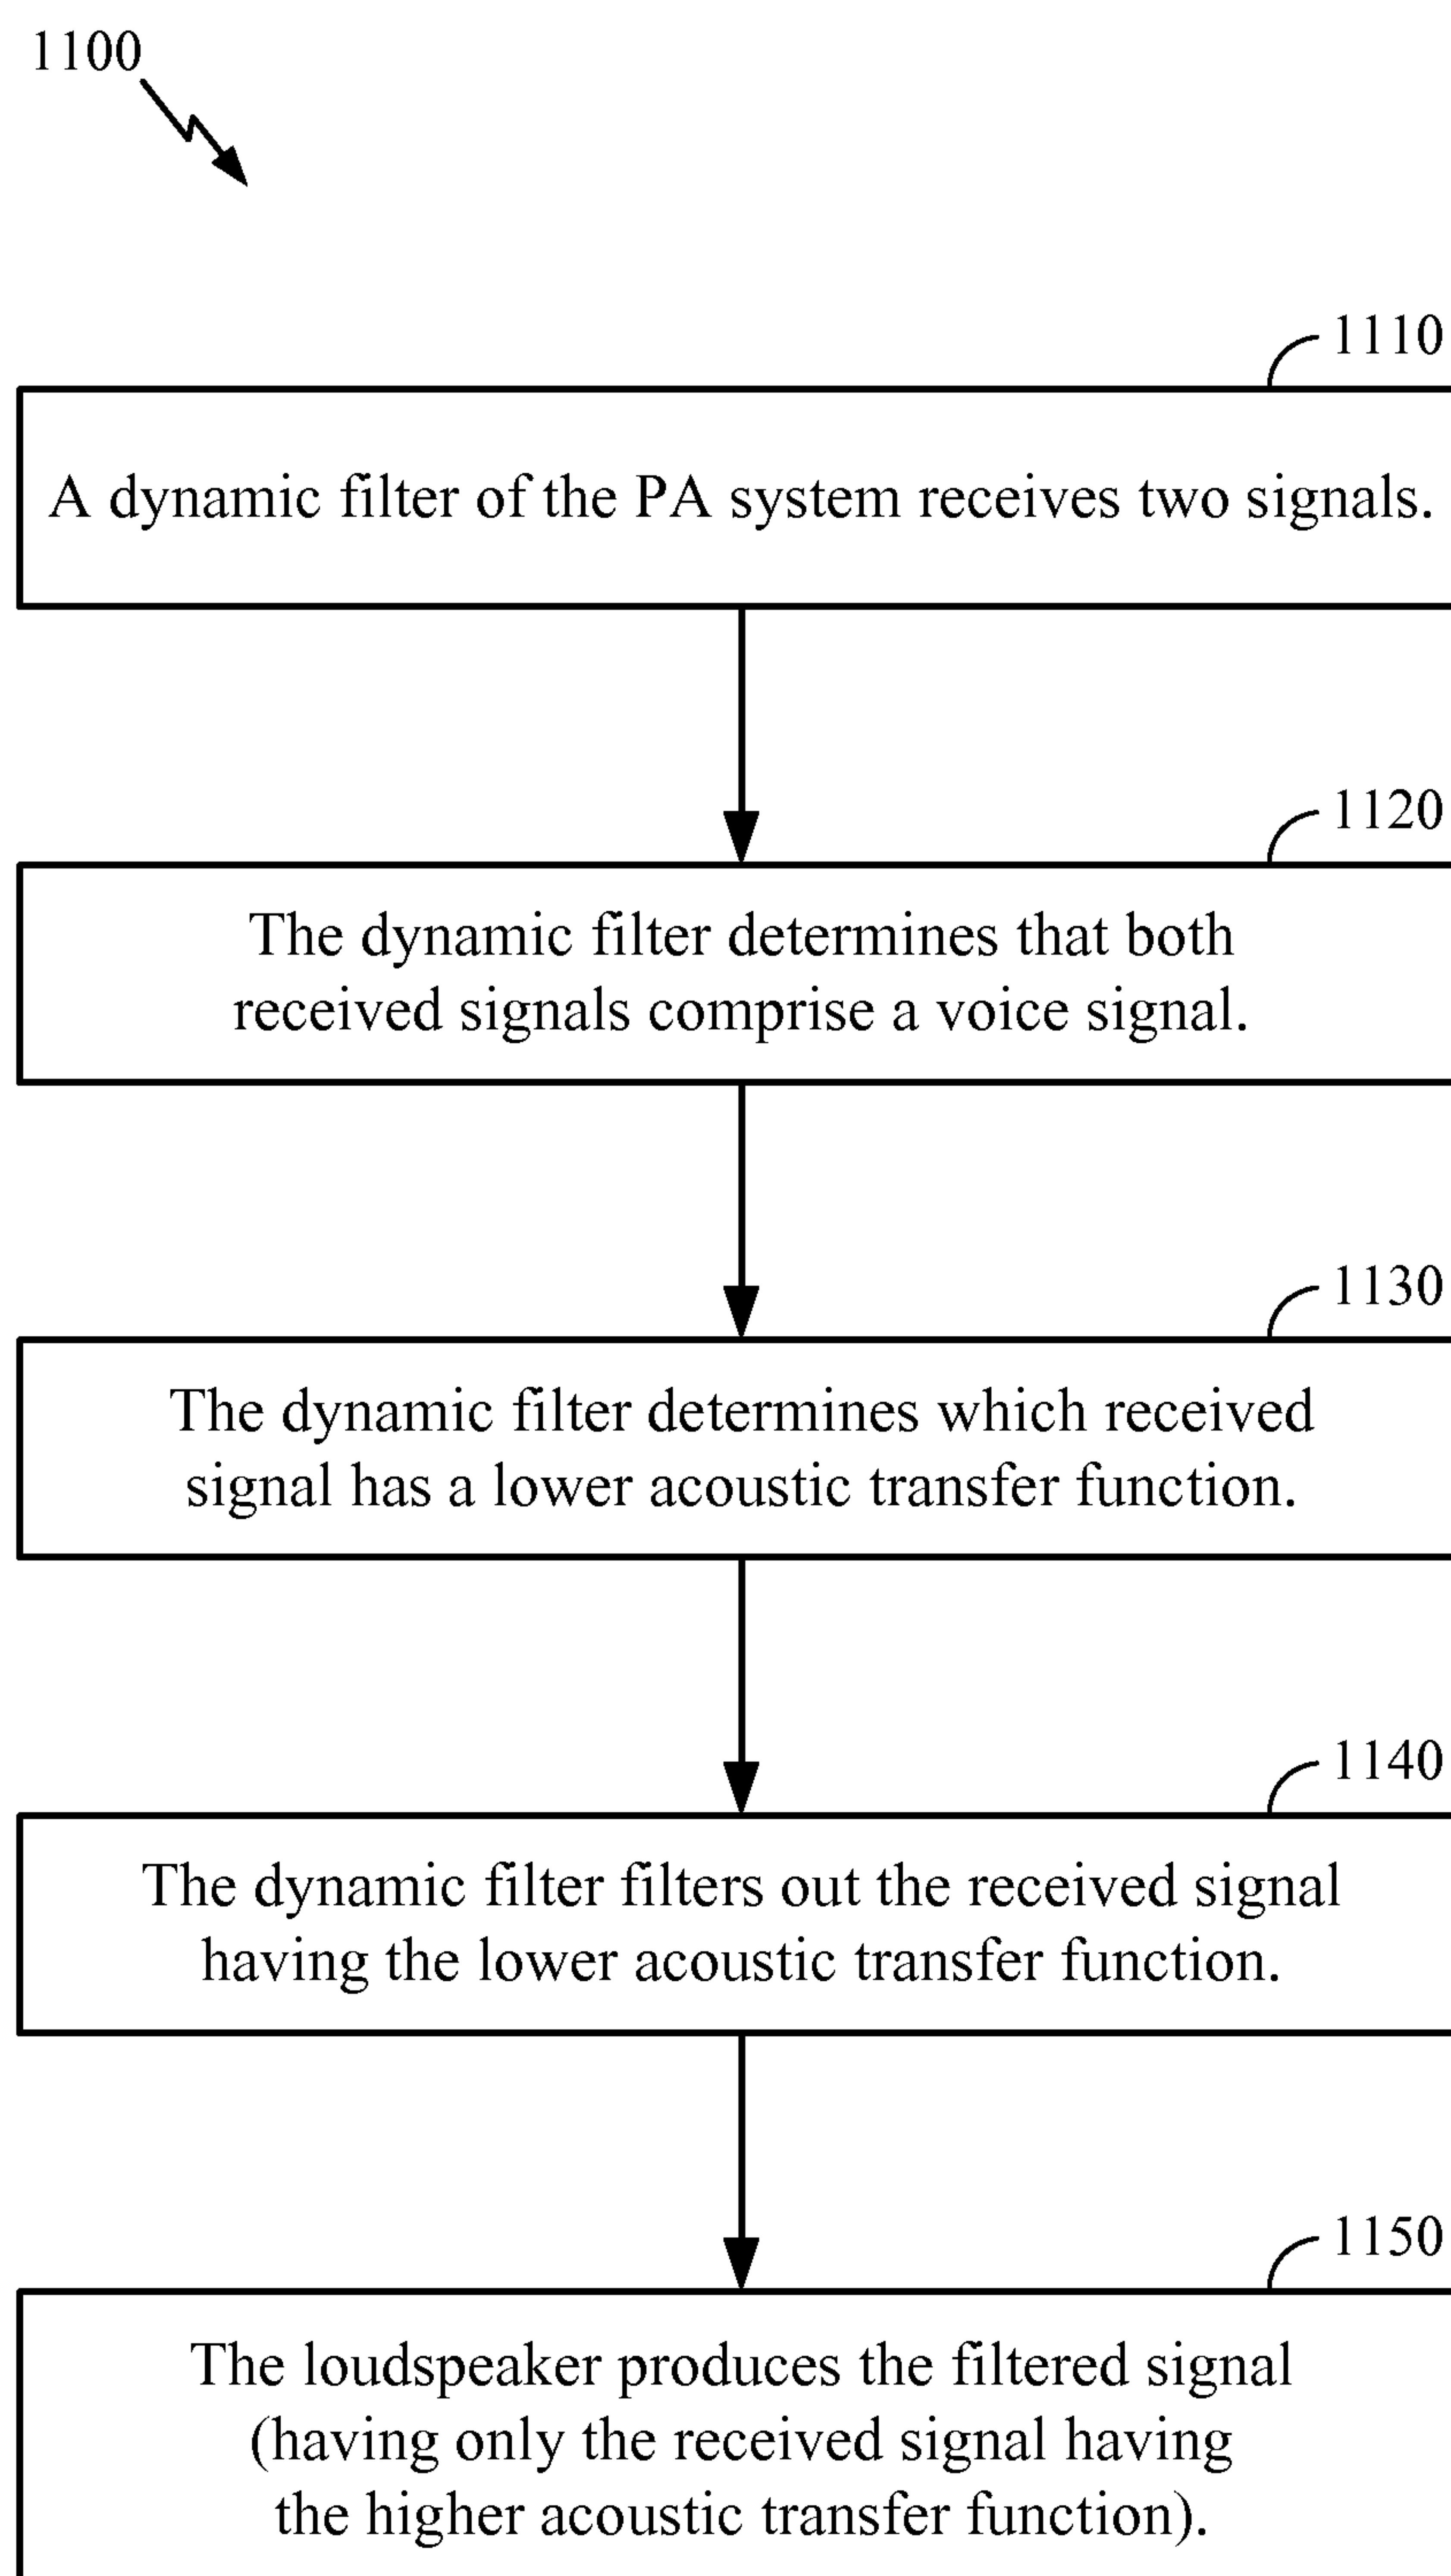 1100
1110
A dynamic filter of the PA system receives two signals.
1120
The dynamic filter determines that both
received signals comprise a voice signal.
1130
The dynamic filter determines which received
signal has a lower acoustic transfer function.
1140
The dynamic filter filters out the received signal
having the lower acoustic transfer function.
1150
The loudspeaker produces the filtered signal
(having only the received signal having
the higher acoustic transfer function).